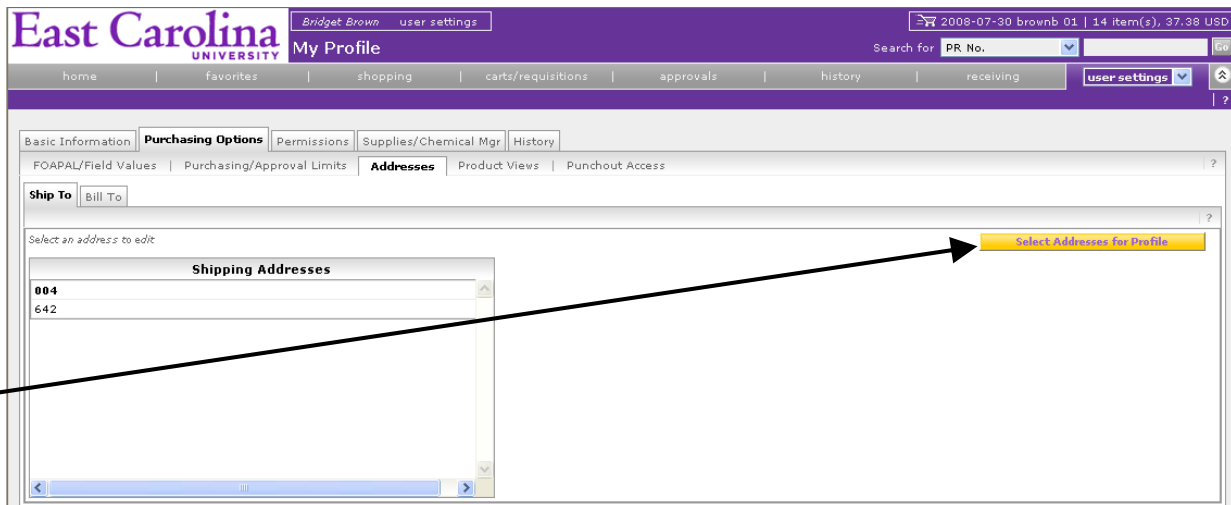 East Carolina
UNIVERSITY
Bridget Brown user settings
2008-07-30 brownb 01 | 14 item(s), 37.38 USD
My Profile
Search for PR No. Go
home | favorites | shopping | carts/requisitions | approvals | history | receiving user settings
?
Basic Information Purchasing Options Permissions Supplies/Chemical Mgr History
FOAPAL/Field Values | Purchasing/Approval Limits Addresses Product Views | Punchout Access ?
Ship To Bill To
?
Select an address to edit Select Addresses for Profile
Shipping Addresses
004
642